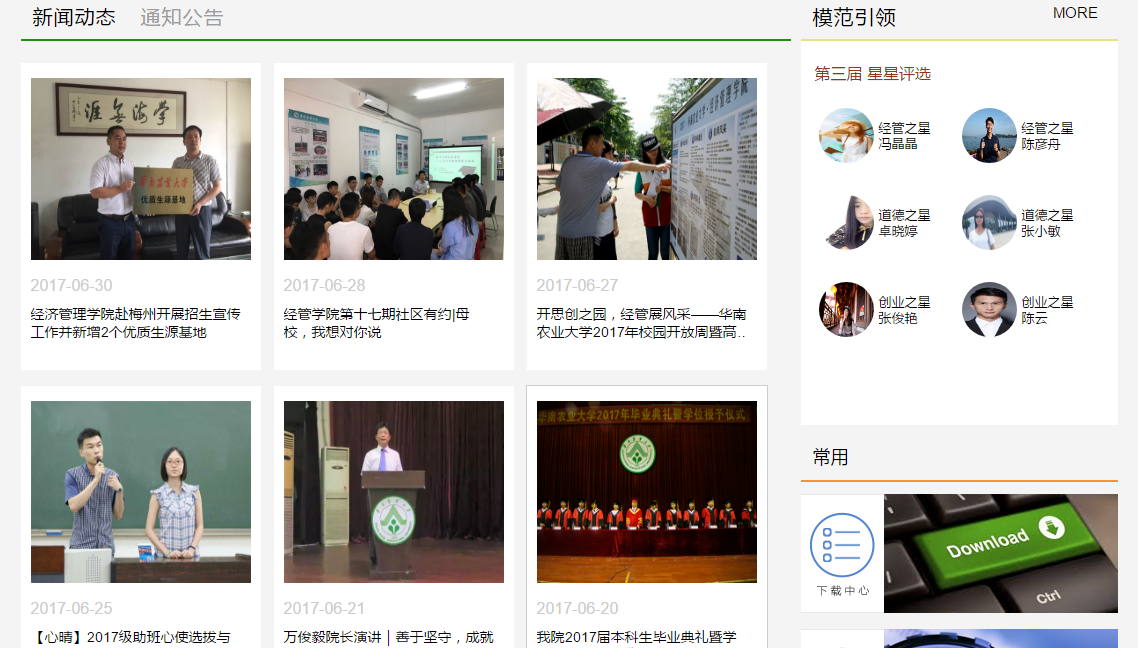 新闻动态 通知公告
模范引领 MORE
第三届 星星评选
经管之星
冯晶晶
经管之星
陈彦舟
道德之星
卓晓婷
道德之星
张小敏
创业之星
张俊艳
创业之星
陈云
学海无涯
华南农业大学
优质生源基地
2017-06-30
经济管理学院赴梅州开展招生宣传
工作并新增2个优质生源基地
2017-06-28
经管学院第十七期社区有约|母
校，我想对你说
2017-06-27
开思创之园，经管展风采——华南
农业大学2017年校园开放周暨高..
华南农业大学2017年毕业典礼暨学位授予仪式
2017-06-25
【心晴】2017级助班心使选拔与
2017-06-21
万俊毅院长演讲｜善于坚守，成就
2017-06-20
我院2017届本科生毕业典礼暨学
常用
下载中心
Download
Ctrl